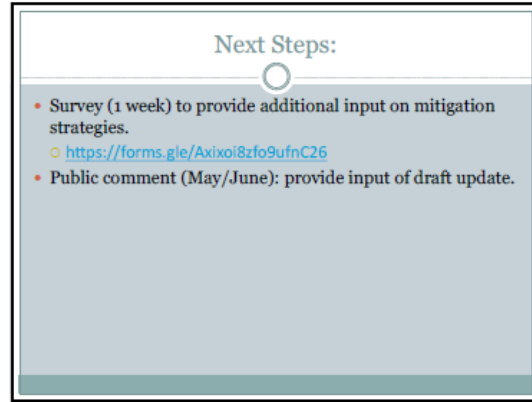 Next Steps:
• Survey (1 week) to provide additional input on mitigation
strategies.
○ https://forms.gle/Axixoi8zfo9ufnC26
• Public comment (May/June): provide input of draft update.